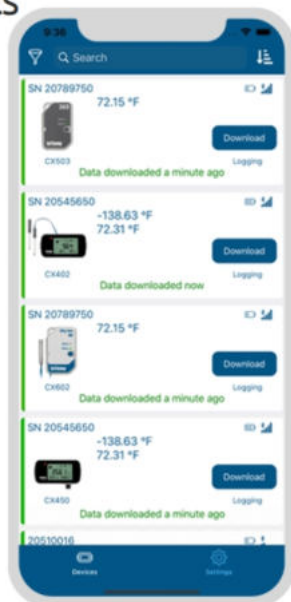 9:36
Search
SN 20789750
72.15 °F
Download
CX503
Logging
Data downloaded a minute ago
SN 20545650
-138.63 °F
72.31 °F
Download
CX402
Logging
Data downloaded now
SN 20789750
72.15 °F
Download
CX602
Logging
Data downloaded a minute ago
SN 20545650
-138.63 °F
72.31 °F
Download
CX450
Logging
Data downloaded a minute ago
20510016
Devices
Settings